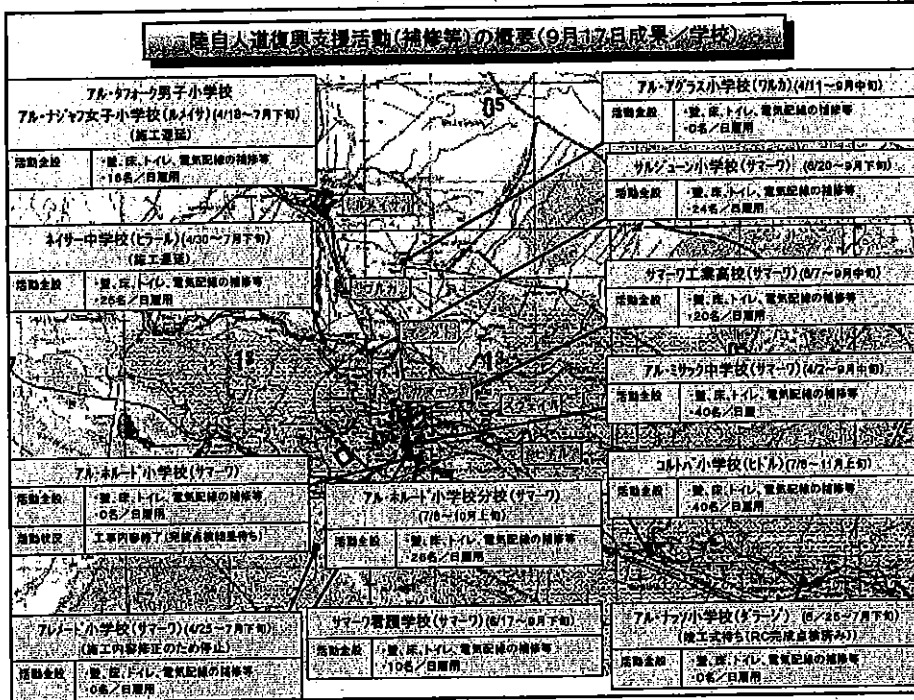 陸自人道復興支援活動(補修等)の概要(9月17日成果/学校)
アル・タフォーク男子小学校
アル・ナジャフ女子小学校(ルメイサ)(4/18~7月下旬)
(施工遅延)
活動全般 ・壁、床、トイレ、電気配線の補修等
・16名/日雇用
ネイサー中学校(ヒラール)(4/30~7月下旬)
(施工遅延)
活動全般 ・壁、床、トイレ、電気配線の補修等
・25名/日雇用
アル・ネルード小学校(サマーワ)
活動全般 ・壁、床、トイレ、電気配線の補修等
・0名/日雇用
活動状況 工事内容終了(完成点検結果待ち)
アレメード小学校(サマーワ)(4/25~7月下旬)
(施工内容修正のため停止)
活動全般 ・壁、床、トイレ、電気配線の補修等
・0名/日雇用
アル・ネルード小学校分校(サマーワ)
(7/6~10月上旬)
活動全般 ・壁、床、トイレ、電気配線の補修等
サマーワ看護学校(サマーワ)(6/17~9月下旬)
活動全般 ・壁、床、トイレ、電気配線の補修等
・10名/日雇用
アル・アグラス小学校(ワルカ)(4/11~9月中旬)
活動全般 ・壁、床、トイレ、電気配線の補修等
・0名/日雇用
サルジューン小学校(サマーワ)(6/20~9月下旬)
活動全般 ・壁、床、トイレ、電気配線の補修等
・24名/日雇用
サマーワ工業高校(サマーワ)(6/7~9月中旬)
活動全般 ・壁、床、トイレ、電気配線の補修等
・20名/日雇用
アル・ミサック中学校(サマーワ)(4/2~9月中旬)
活動全般 ・壁、床、トイレ、電気配線の補修等
・40名/日雇
コルトバ小学校(ヒドル)(7/6~11月上旬)
活動全般 ・壁、床、トイレ、電気配線の補修等
・40名/日雇用
(竣工式待ち(RC完成点検済み))
活動全般 ・壁、床、トイレ、電気配線の補修等
・0名/日雇用
ルメイサ
ワルカ
サマーワ
スウェイル
ヒドル